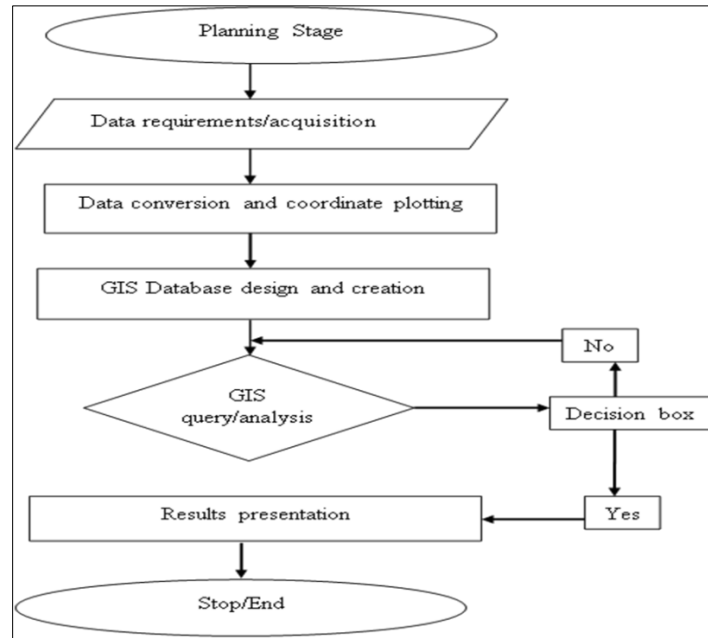 Planning Stage
Data requirements/acquisition
Data conversion and coordinate plotting
GIS Database design and creation
No
GIS
query/analysis
Decision box
Results presentation
Yes
Stop/End